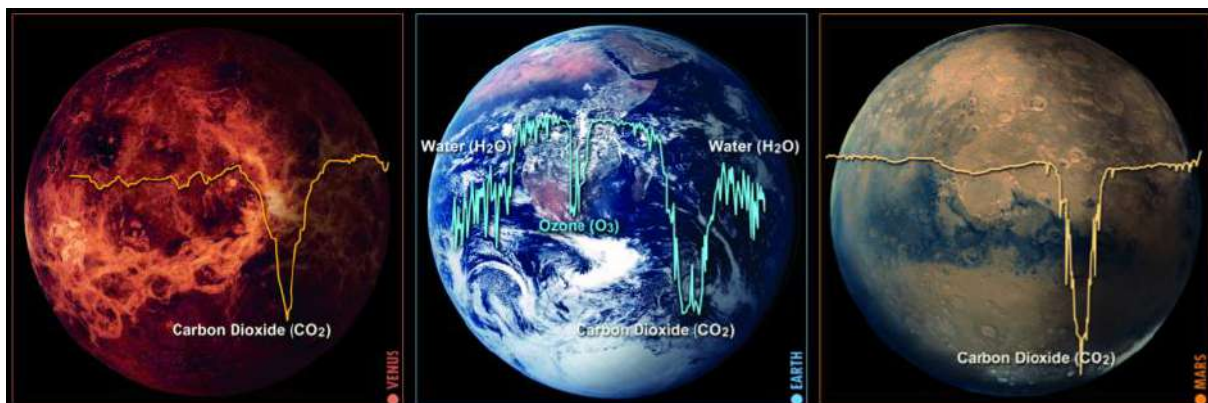 Carbon Dioxide (CO₂)
VENUS
Water (H₂O)
Water (H₂O)
Ozone (O₃)
Carbon Dioxide (CO₂)
EARTH
Carbon Dioxide (CO₂)
MARS